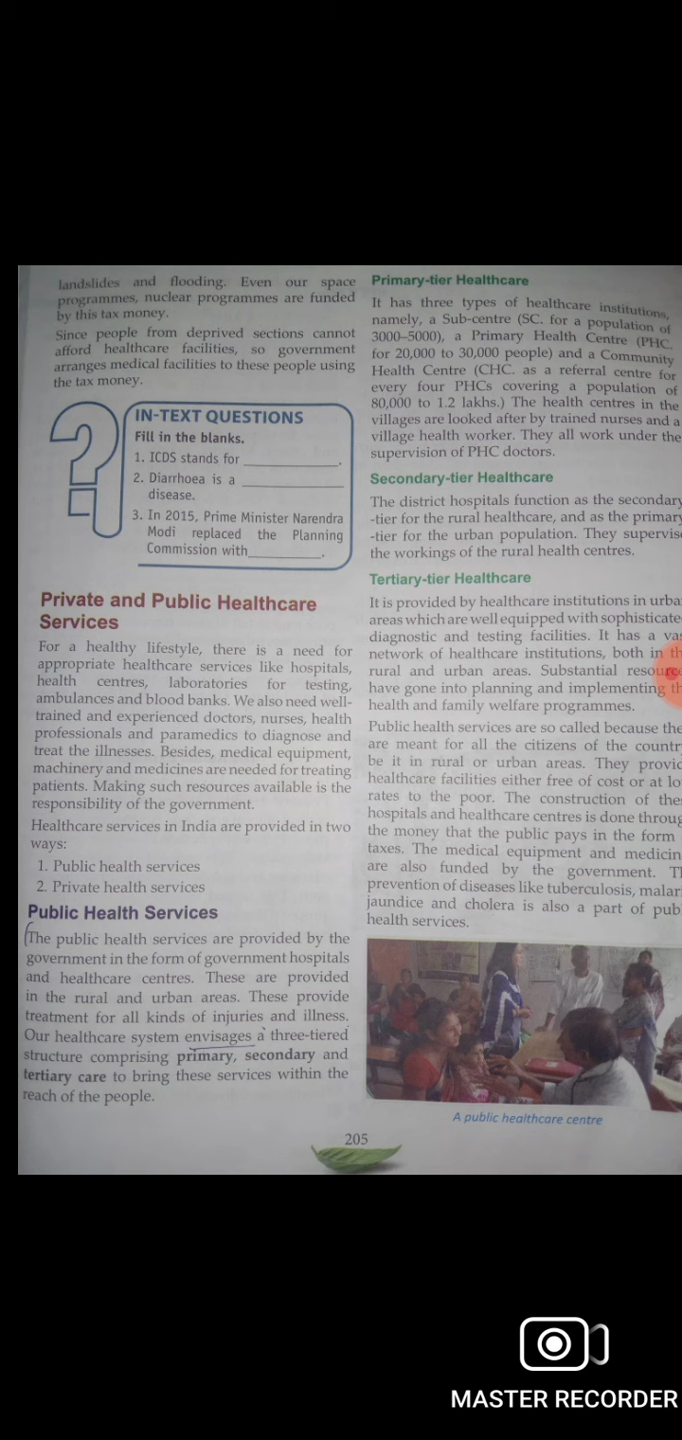 landslides and flooding. Even our space
programmes, nuclear programmes are funded
by this tax money.
Since people from deprived sections cannot
afford healthcare facilities, so government
arranges medical facilities to these people using
the tax money.
IN-TEXT QUESTIONS
Fill in the blanks.
1. ICDS stands for ____________.
2. Diarrhoea is a ____________
disease.
3. In 2015, Prime Minister Narendra
Modi replaced the Planning
Commission with_________.
Private and Public Healthcare
Services
For a healthy lifestyle, there is a need for
appropriate healthcare services like hospitals,
health centres, laboratories for testing,
ambulances and blood banks. We also need well-
trained and experienced doctors, nurses, health
professionals and paramedics to diagnose and
treat the illnesses. Besides, medical equipment,
machinery and medicines are needed for treating
patients. Making such resources available is the
responsibility of the government.
Healthcare services in India are provided in two
ways:
1. Public health services
2. Private health services
Public Health Services
The public health services are provided by the
government in the form of government hospitals
and healthcare centres. These are provided
in the rural and urban areas. These provide
treatment for all kinds of injuries and illness.
Our healthcare system envisages a three-tiered
structure comprising primary, secondary and
tertiary care to bring these services within the
reach of the people.
Primary-tier Healthcare
It has three types of healthcare institutions,
namely, a Sub-centre (SC. for a population of
3000–5000), a Primary Health Centre (PHC.
for 20,000 to 30,000 people) and a Community
Health Centre (CHC. as a referral centre for
every four PHCs covering a population of
80,000 to 1.2 lakhs.) The health centres in the
villages are looked after by trained nurses and a
village health worker. They all work under the
supervision of PHC doctors.
Secondary-tier Healthcare
The district hospitals function as the secondary
-tier for the rural healthcare, and as the primary
-tier for the urban population. They supervise
the workings of the rural health centres.
Tertiary-tier Healthcare
It is provided by healthcare institutions in urba
areas which are well equipped with sophisticate
diagnostic and testing facilities. It has a vas
network of healthcare institutions, both in th
rural and urban areas. Substantial resource
have gone into planning and implementing th
health and family welfare programmes.
Public health services are so called because the
are meant for all the citizens of the countr
be it in rural or urban areas. They provid
healthcare facilities either free of cost or at lo
rates to the poor. The construction of thes
hospitals and healthcare centres is done throug
the money that the public pays in the form
taxes. The medical equipment and medicin
are also funded by the government. Th
prevention of diseases like tuberculosis, malari
jaundice and cholera is also a part of publ
health services.
A public healthcare centre
205
MASTER RECORDER